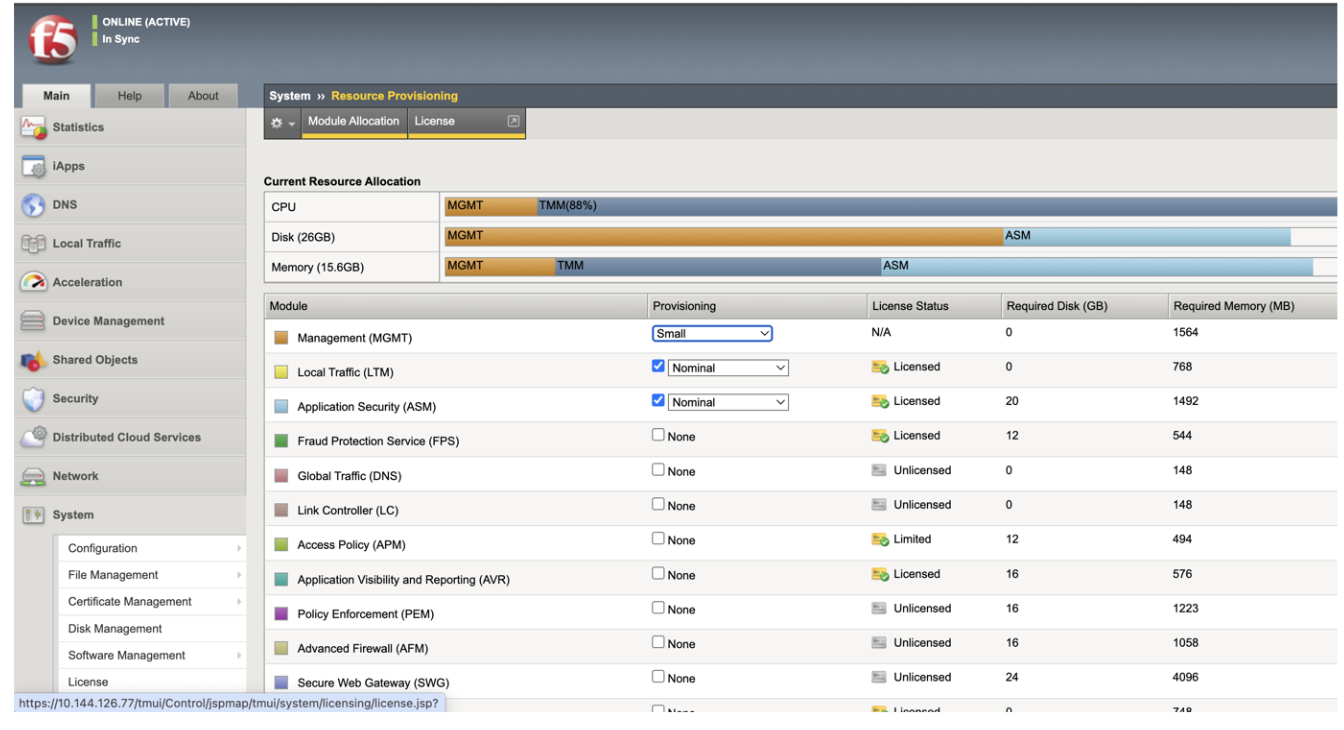 f5
ONLINE (ACTIVE)
In Sync
Main Help About
System ›› Resource Provisioning
Module Allocation License
Statistics
iApps
DNS
Local Traffic
Acceleration
Device Management
Shared Objects
Security
Distributed Cloud Services
Network
System
Configuration
File Management
Certificate Management
Disk Management
Software Management
License
https://10.144.126.77/tmui/Control/jspmap/tmui/system/licensing/license.jsp?
Current Resource Allocation
CPU MGMT TMM(88%)
Disk (26GB) MGMT ASM
Memory (15.6GB) MGMT TMM ASM
Module Provisioning License Status Required Disk (GB) Required Memory (MB)
Management (MGMT) Small N/A 0 1564
Local Traffic (LTM) Nominal Licensed 0 768
Application Security (ASM) Nominal Licensed 20 1492
Fraud Protection Service (FPS) None Licensed 12 544
Global Traffic (DNS) None Unlicensed 0 148
Link Controller (LC) None Unlicensed 0 148
Access Policy (APM) None Limited 12 494
Application Visibility and Reporting (AVR) None Licensed 16 576
Policy Enforcement (PEM) None Unlicensed 16 1223
Advanced Firewall (AFM) None Unlicensed 16 1058
Secure Web Gateway (SWG) None Unlicensed 24 4096
None Licensed 0 748